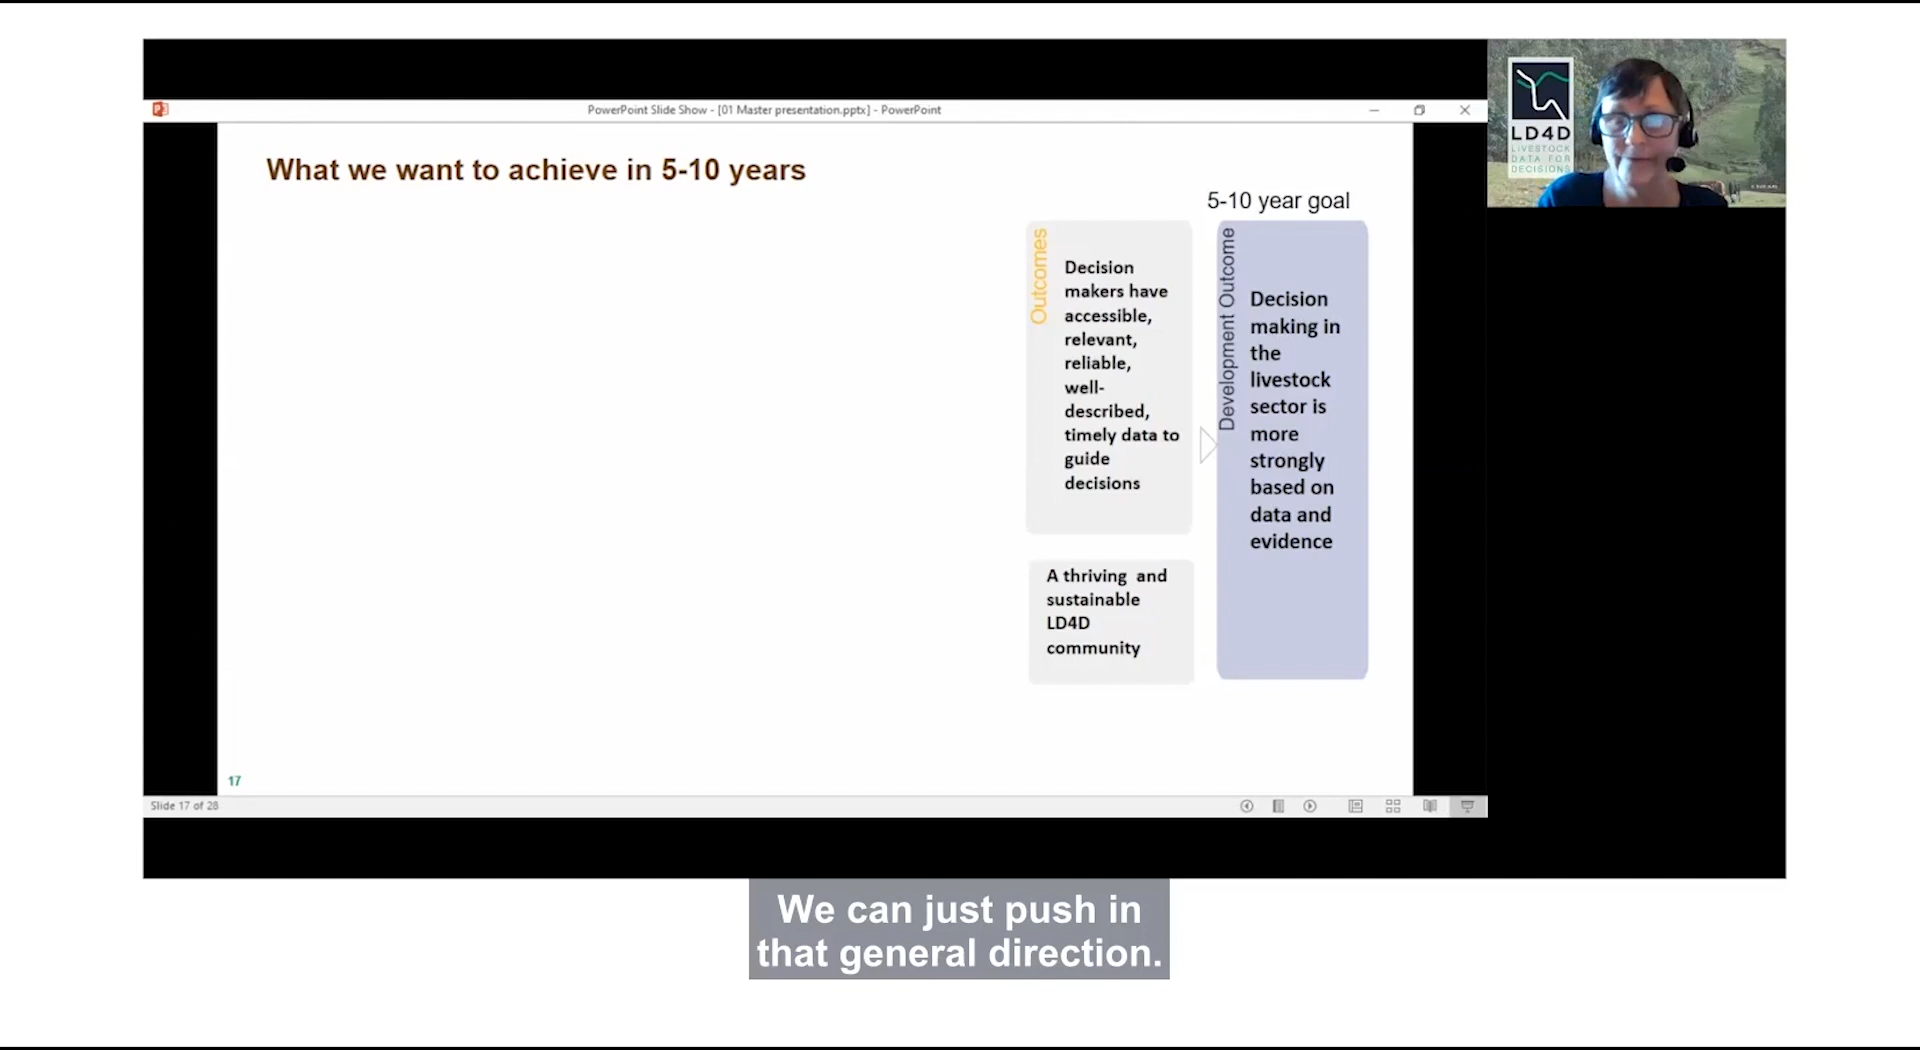 PowerPoint Slide Show - [01 Master presentation.pptx] - PowerPoint
What we want to achieve in 5-10 years
5-10 year goal
Outcomes
Decision
makers have
accessible,
relevant,
reliable,
well-
described,
timely data to
guide
decisions
Development Outcome
Decision
making in
the
livestock
sector is
more
strongly
based on
data and
evidence
A thriving and
sustainable
LD4D
community
17
Slide 17 of 28
LD4D
LIVESTOCK
DATA FOR
DECISIONS
We can just push in
that general direction.